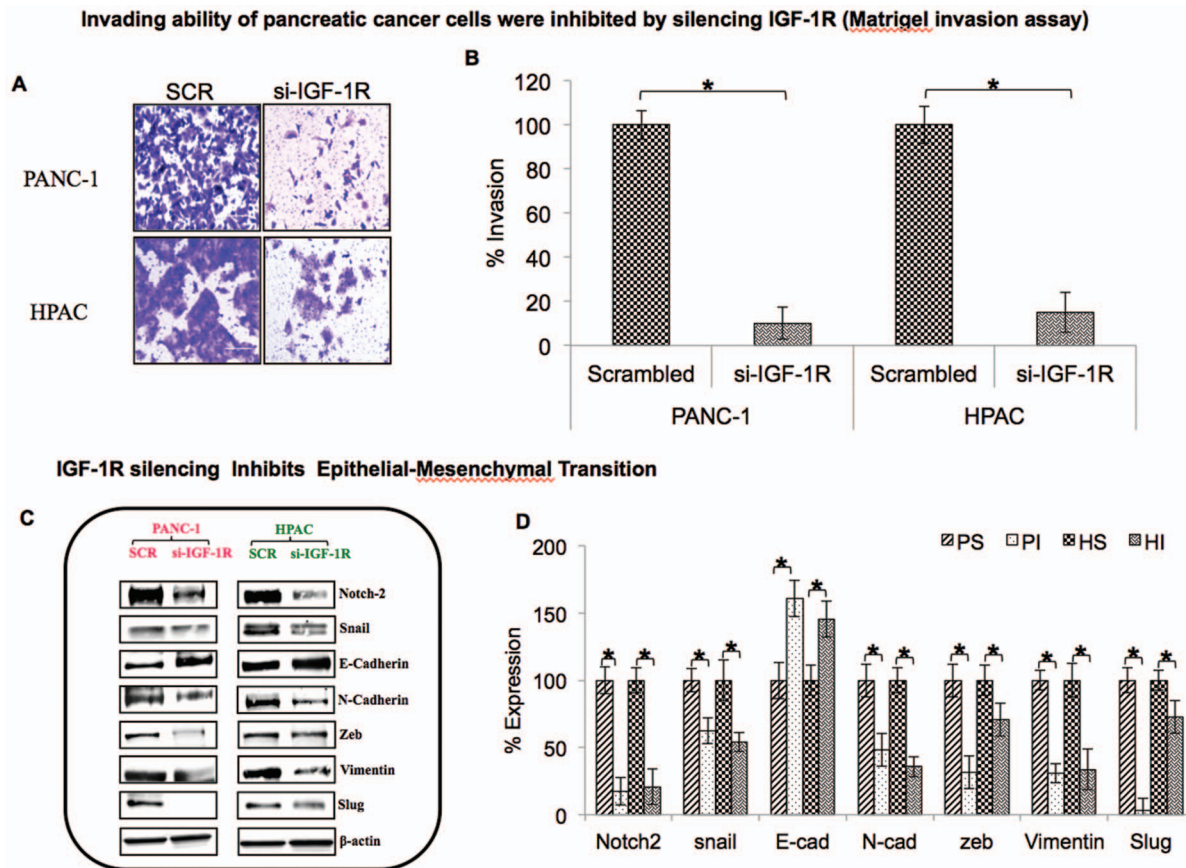 Invading ability of pancreatic cancer cells were inhibited by silencing IGF-1R (Matrigel invasion assay)
A
SCR si-IGF-1R
PANC-1
HPAC
B
% Invasion
120
100
80
60
40
20
0
* *
Scrambled si-IGF-1R Scrambled si-IGF-1R
PANC-1 HPAC
IGF-1R silencing Inhibits Epithelial-Mesenchymal Transition
C
PANC-1 HPAC
SCR si-IGF-1R SCR si-IGF-1R
Notch-2
Snail
E-Cadherin
N-Cadherin
Zeb
Vimentin
Slug
β-actin
D
PS PI HS HI
% Expression
200
150
100
50
0
* * * * * * * * * * * * * *
Notch2 snail E-cad N-cad zeb Vimentin Slug